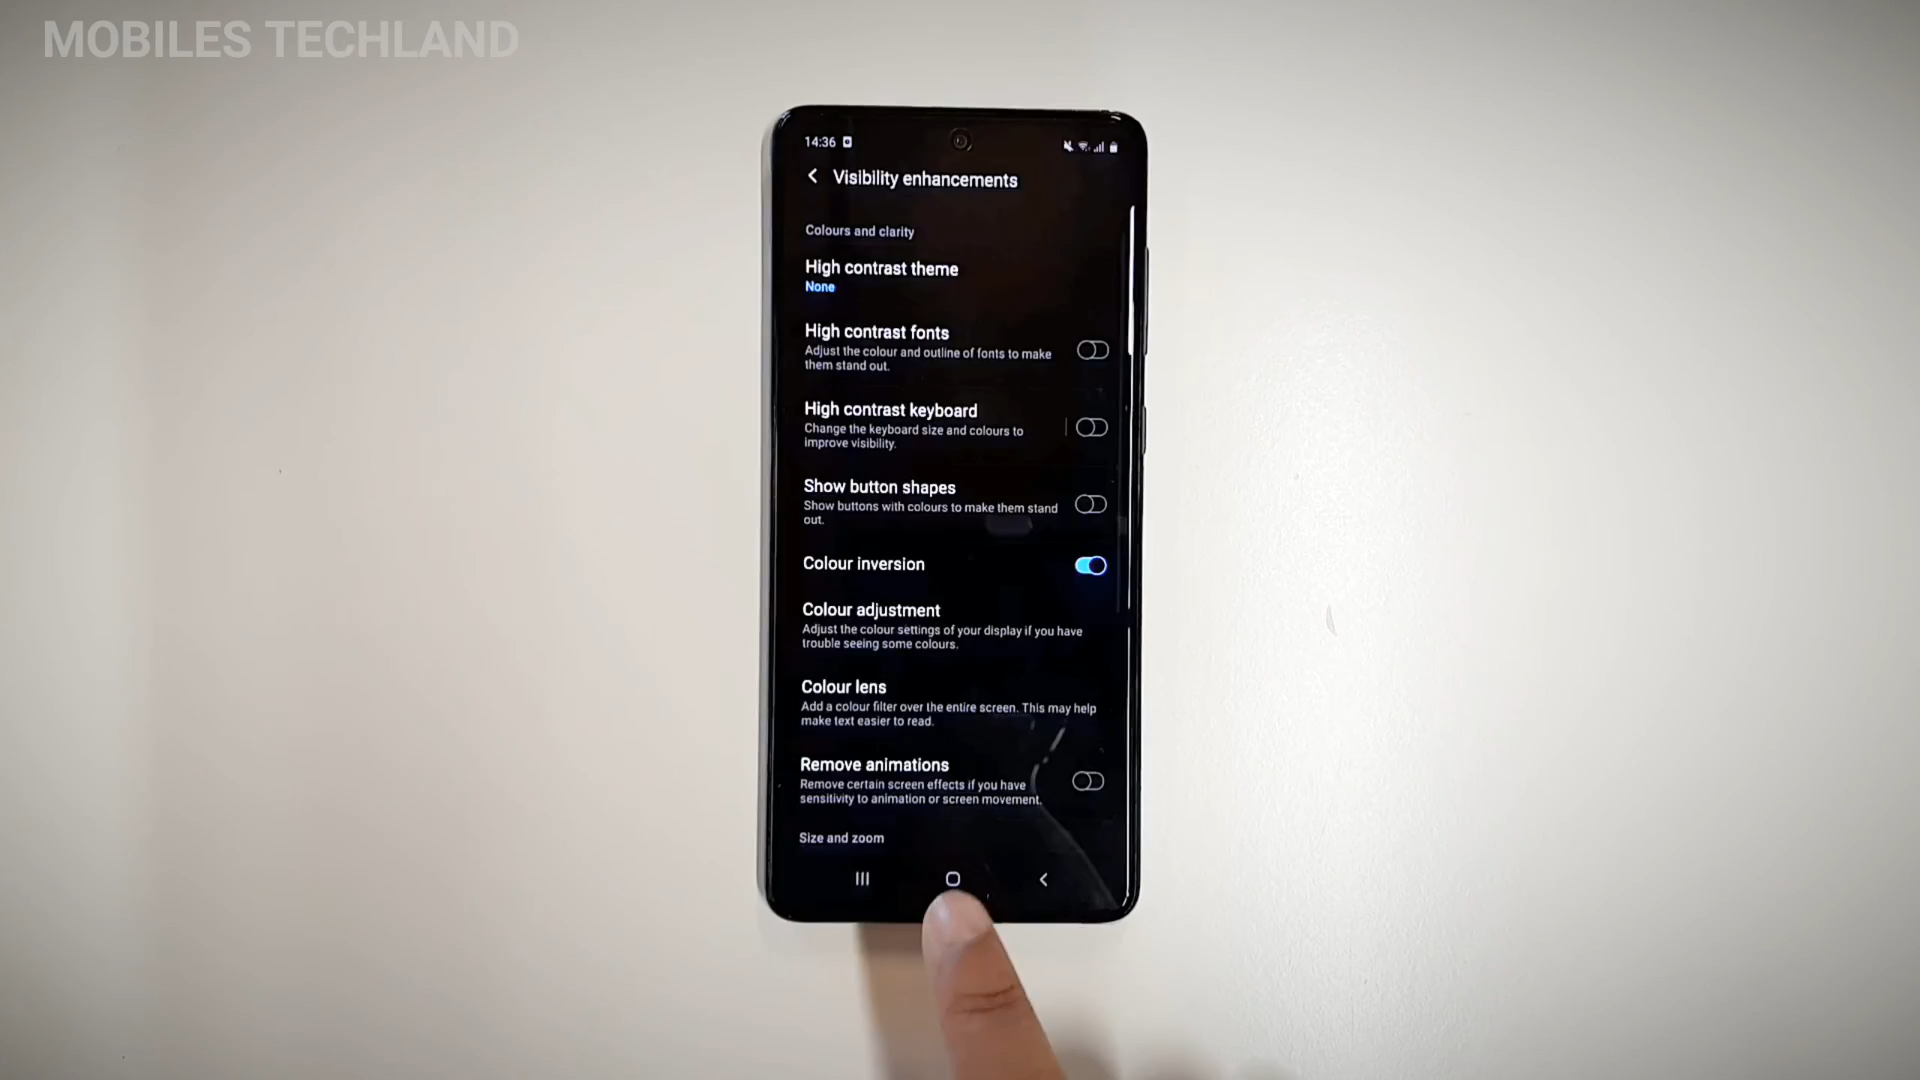 MOBILES TECHLAND
14:36
Visibility enhancements
Colours and clarity
High contrast theme
None
High contrast fonts
Adjust the colour and outline of fonts to make
them stand out.
High contrast keyboard
Change the keyboard size and colours to
improve visibility.
Show button shapes
Show buttons with colours to make them stand
out.
Colour inversion
Colour adjustment
Adjust the colour settings of your display if you have
trouble seeing some colours.
Colour lens
Add a colour filter over the entire screen. This may help
make text easier to read.
Remove animations
Remove certain screen effects if you have
sensitivity to animation or screen movement.
Size and zoom